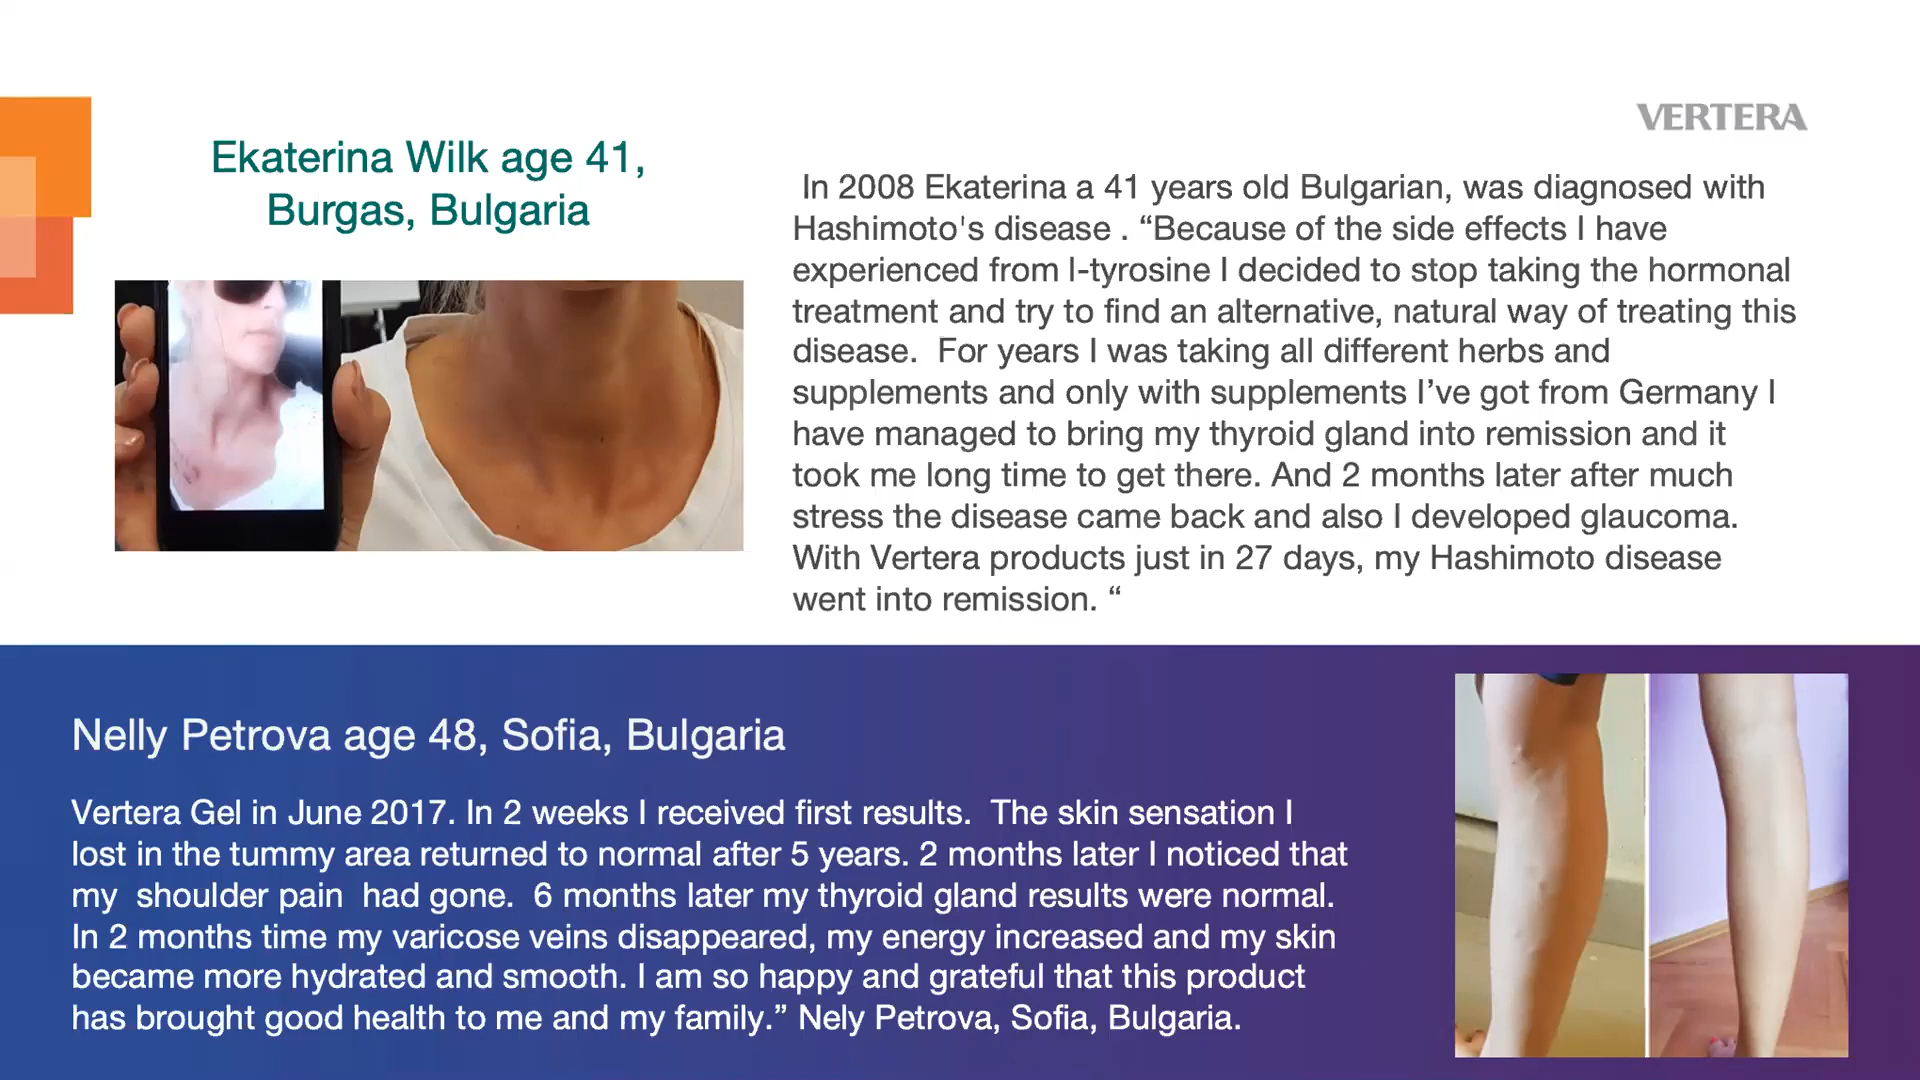 VERTERA
Ekaterina Wilk age 41,
Burgas, Bulgaria
In 2008 Ekaterina a 41 years old Bulgarian, was diagnosed with
Hashimoto's disease . “Because of the side effects I have
experienced from l-tyrosine I decided to stop taking the hormonal
treatment and try to find an alternative, natural way of treating this
disease.  For years I was taking all different herbs and
supplements and only with supplements I’ve got from Germany I
have managed to bring my thyroid gland into remission and it
took me long time to get there. And 2 months later after much
stress the disease came back and also I developed glaucoma.
With Vertera products just in 27 days, my Hashimoto disease
went into remission. “
Nelly Petrova age 48, Sofia, Bulgaria
Vertera Gel in June 2017. In 2 weeks I received first results.  The skin sensation I
lost in the tummy area returned to normal after 5 years. 2 months later I noticed that
my  shoulder pain  had gone.  6 months later my thyroid gland results were normal.
In 2 months time my varicose veins disappeared, my energy increased and my skin
became more hydrated and smooth. I am so happy and grateful that this product
has brought good health to me and my family.” Nely Petrova, Sofia, Bulgaria.